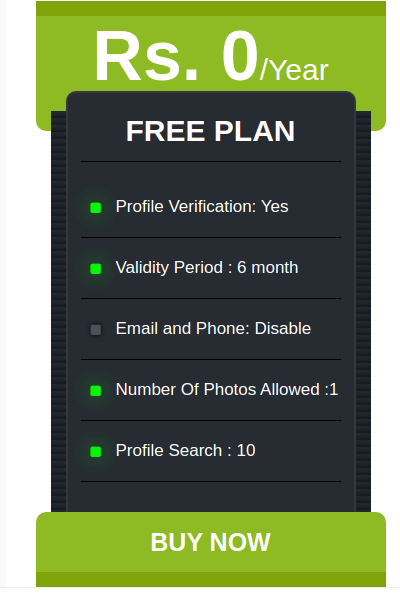 Rs. 0/Year
FREE PLAN
Profile Verification: Yes
Validity Period : 6 month
Email and Phone: Disable
Number Of Photos Allowed :1
Profile Search : 10
BUY NOW